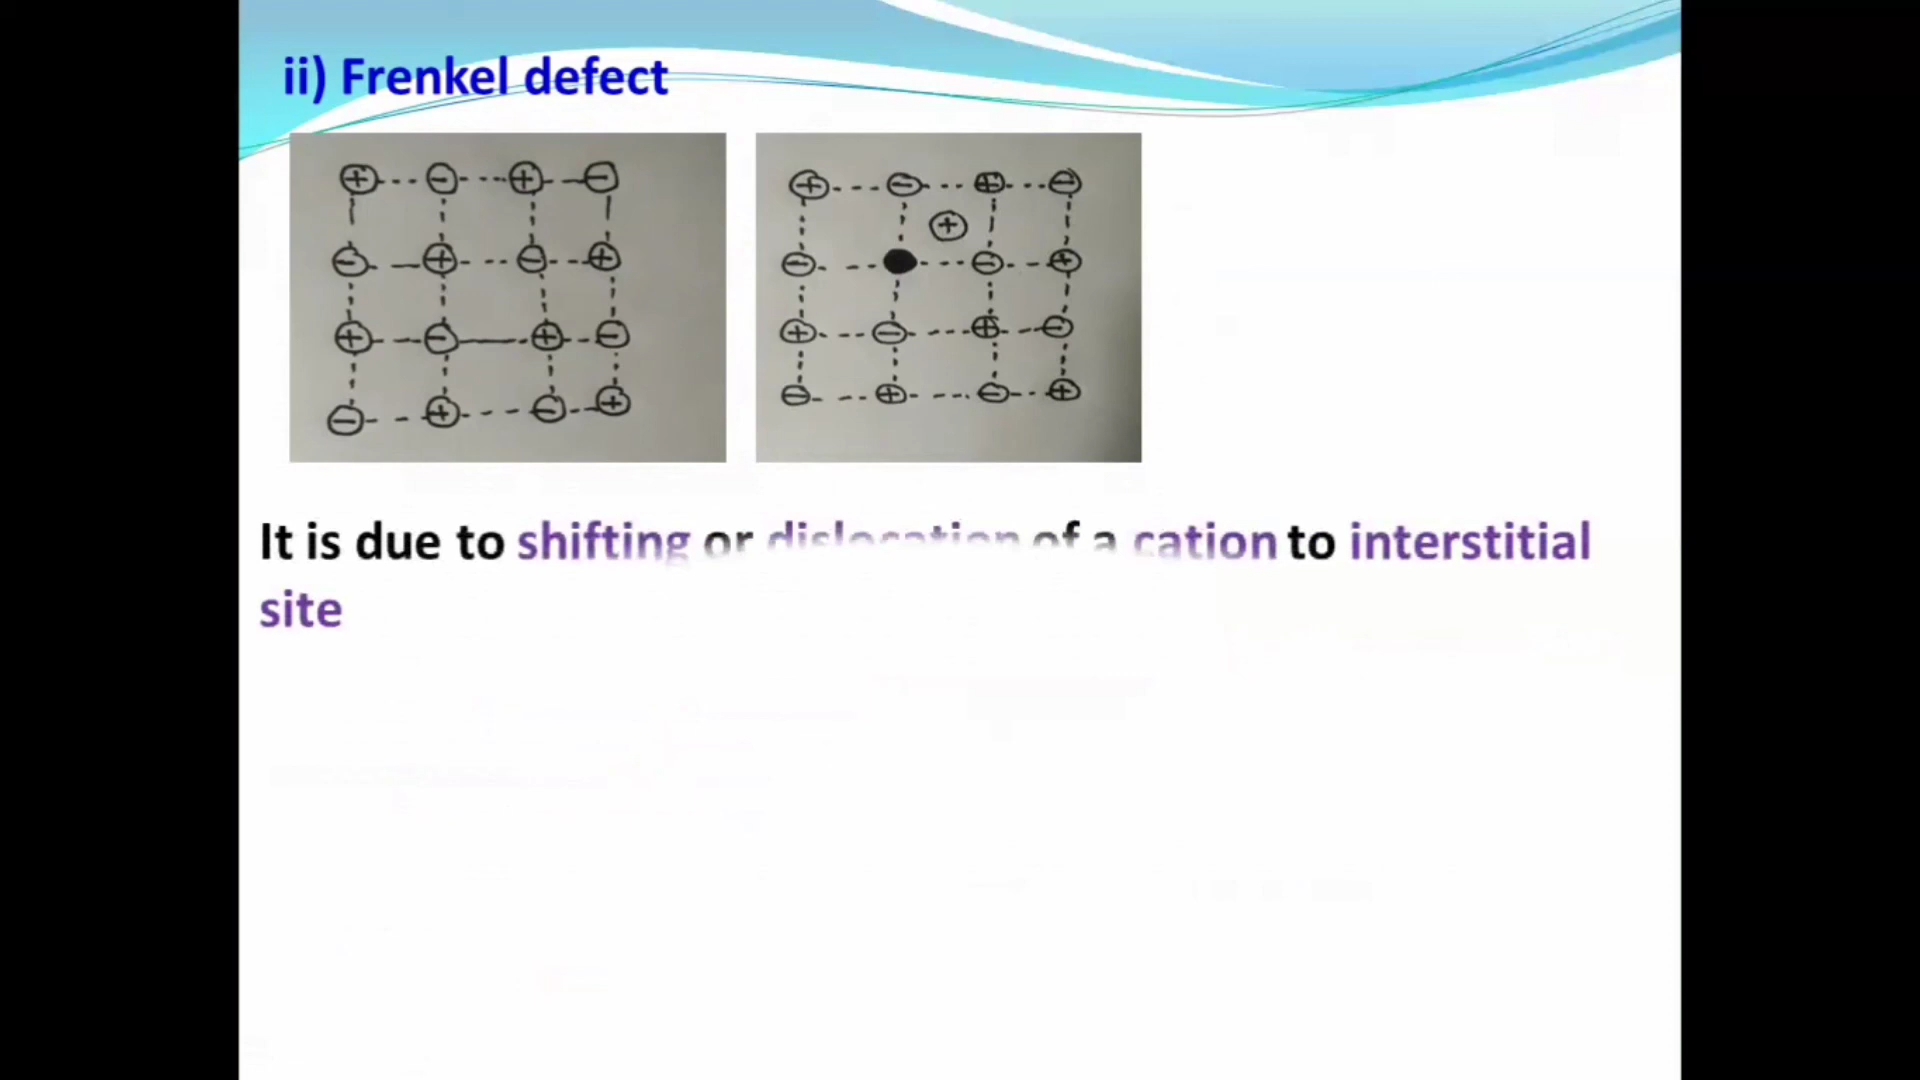 ii) Frenkel defect
+ - + -
- + - +
+ - + -
- + - +
+ - + -
+
- - +
+ - + -
- + - +
It is due to shifting or dislocation of a cation to interstitial
site